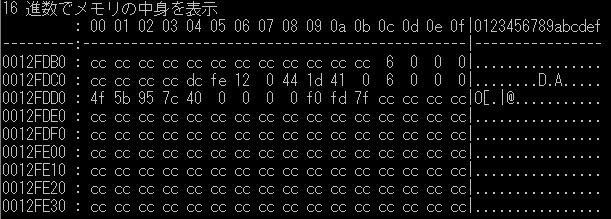 16 進数でメモリの中身を表示
         : 00 01 02 03 04 05 06 07 08 09 0a 0b 0c 0d 0e 0f |0123456789abcdef
---------:------------------------------------------------|----------------
0012FDB0 : cc cc cc cc cc cc cc cc cc cc cc cc  6  0  0  0|................
0012FDC0 : cc cc cc cc dc fe 12  0 44 1d 41  0  6  0  0  0|........D.A.....
0012FDD0 : 4f 5b 95 7c 40  0  0  0  0 f0 fd 7f cc cc cc cc|O[.|@...........
0012FDE0 : cc cc cc cc cc cc cc cc cc cc cc cc cc cc cc cc|................
0012FDF0 : cc cc cc cc cc cc cc cc cc cc cc cc cc cc cc cc|................
0012FE00 : cc cc cc cc cc cc cc cc cc cc cc cc cc cc cc cc|................
0012FE10 : cc cc cc cc cc cc cc cc cc cc cc cc cc cc cc cc|................
0012FE20 : cc cc cc cc cc cc cc cc cc cc cc cc cc cc cc cc|................
0012FE30 : cc cc cc cc cc cc cc cc cc cc cc cc cc cc cc cc|................